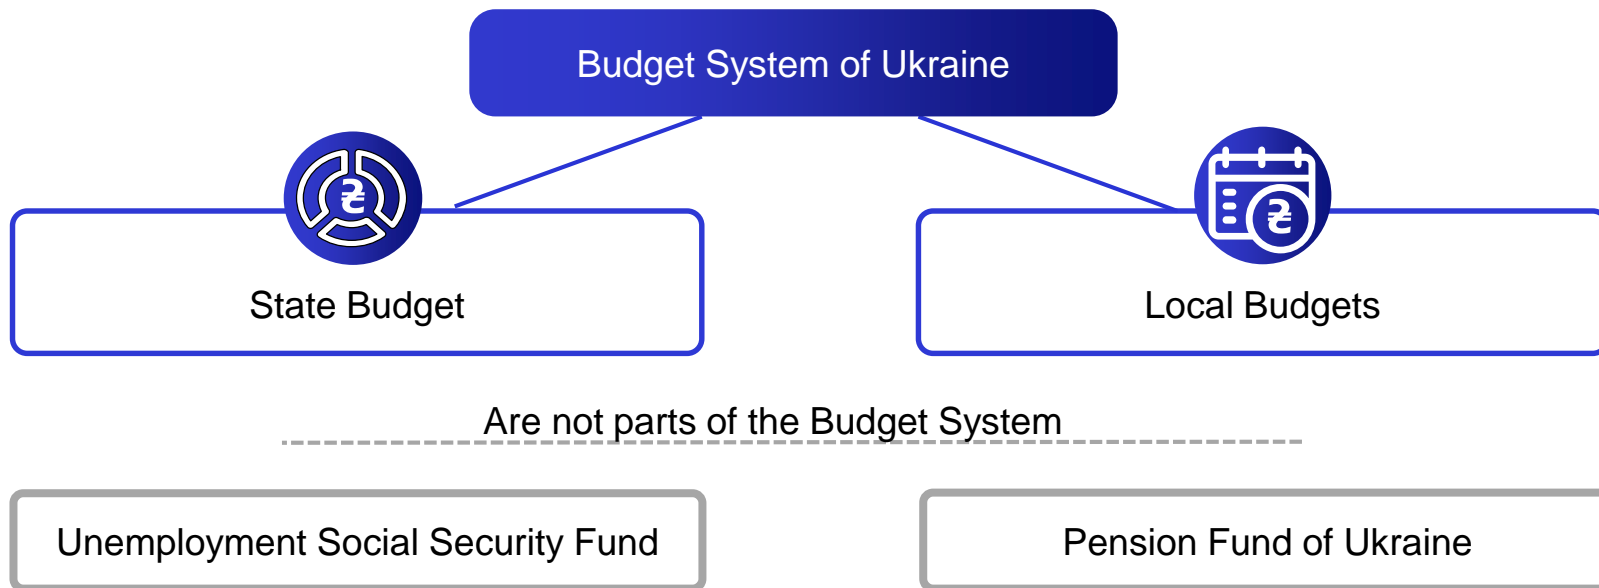 Budget System of Ukraine
₴
₴
State Budget
Local Budgets
Are not parts of the Budget System
Unemployment Social Security Fund
Pension Fund of Ukraine